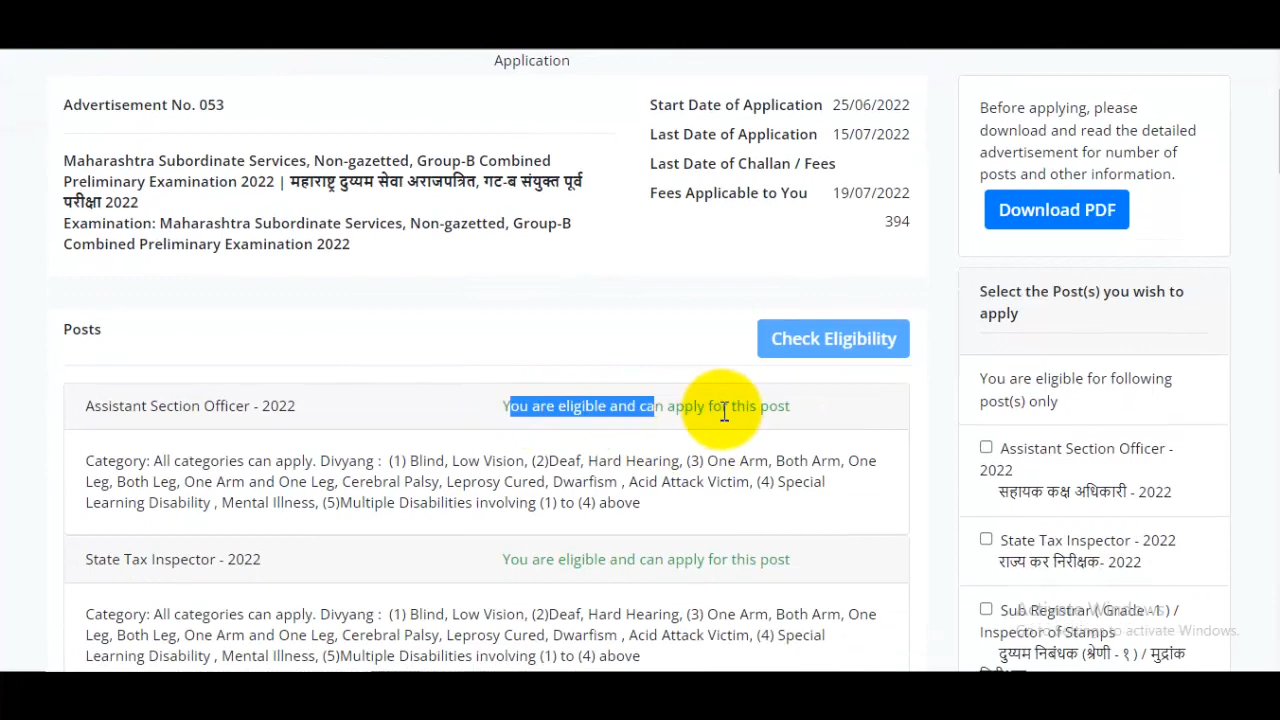 Application
Advertisement No. 053
Maharashtra Subordinate Services, Non-gazetted, Group-B Combined
Preliminary Examination 2022 | महाराष्ट्र दुय्यम सेवा अराजपत्रित, गट-ब संयुक्त पूर्व
परीक्षा 2022
Examination: Maharashtra Subordinate Services, Non-gazetted, Group-B
Combined Preliminary Examination 2022
Start Date of Application 25/06/2022
Last Date of Application 15/07/2022
Last Date of Challan / Fees
Fees Applicable to You 19/07/2022
394
Posts
Check Eligibility
Assistant Section Officer - 2022 You are eligible and can apply for this post
Category: All categories can apply. Divyang : (1) Blind, Low Vision, (2)Deaf, Hard Hearing, (3) One Arm, Both Arm, One
Leg, Both Leg, One Arm and One Leg, Cerebral Palsy, Leprosy Cured, Dwarfism , Acid Attack Victim, (4) Special
Learning Disability , Mental Illness, (5)Multiple Disabilities involving (1) to (4) above
State Tax Inspector - 2022 You are eligible and can apply for this post
Category: All categories can apply. Divyang : (1) Blind, Low Vision, (2)Deaf, Hard Hearing, (3) One Arm, Both Arm, One
Leg, Both Leg, One Arm and One Leg, Cerebral Palsy, Leprosy Cured, Dwarfism , Acid Attack Victim, (4) Special
Learning Disability , Mental Illness, (5)Multiple Disabilities involving (1) to (4) above
Before applying, please
download and read the detailed
advertisement for number of
posts and other information.
Download PDF
Select the Post(s) you wish to
apply
You are eligible for following
post(s) only
Assistant Section Officer -
2022
सहायक कक्ष अधिकारी - 2022
State Tax Inspector - 2022
राज्य कर निरीक्षक- 2022
Sub Registrar (Grade -1 ) /
Inspector of Stamps
दुय्यम निबंधक (श्रेणी - १ ) / मुद्रांक
Activate Windows
Go to Settings to activate Windows.